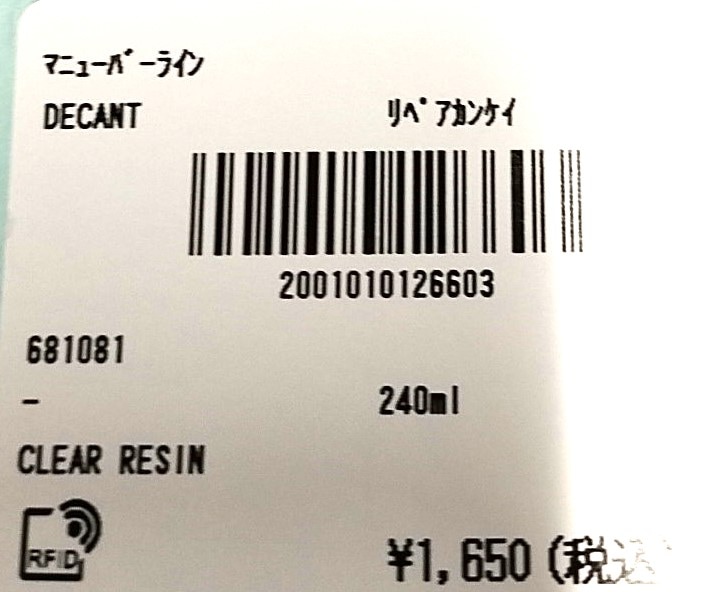 ﾏﾆｭｰﾊﾞｰﾗｲﾝ
DECANT ﾘﾍﾟｱｶﾝｹｲ
2001010126603
681081
- 240ml
CLEAR RESIN
RFID
¥1,650 (税込